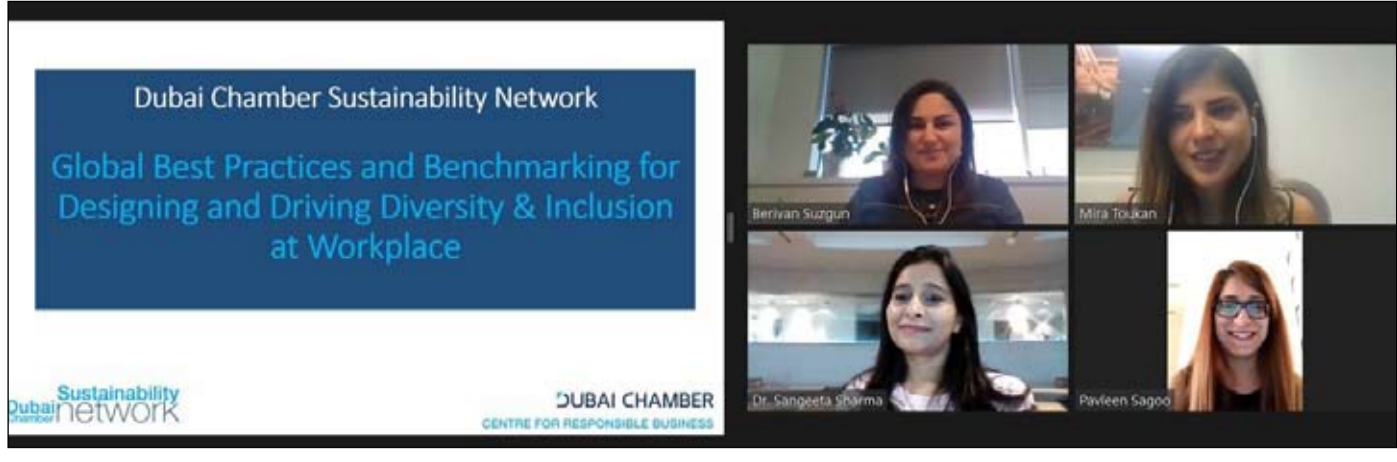 Dubai Chamber Sustainability Network
Global Best Practices and Benchmarking for
Designing and Driving Diversity & Inclusion
at Workplace
Sustainability
Dubai Chamber network
DUBAI CHAMBER
CENTRE FOR RESPONSIBLE BUSINESS
Berivan Suzgun
Mira Toukan
Dr. Sangeeta Sharma
Pavleen Sagoo